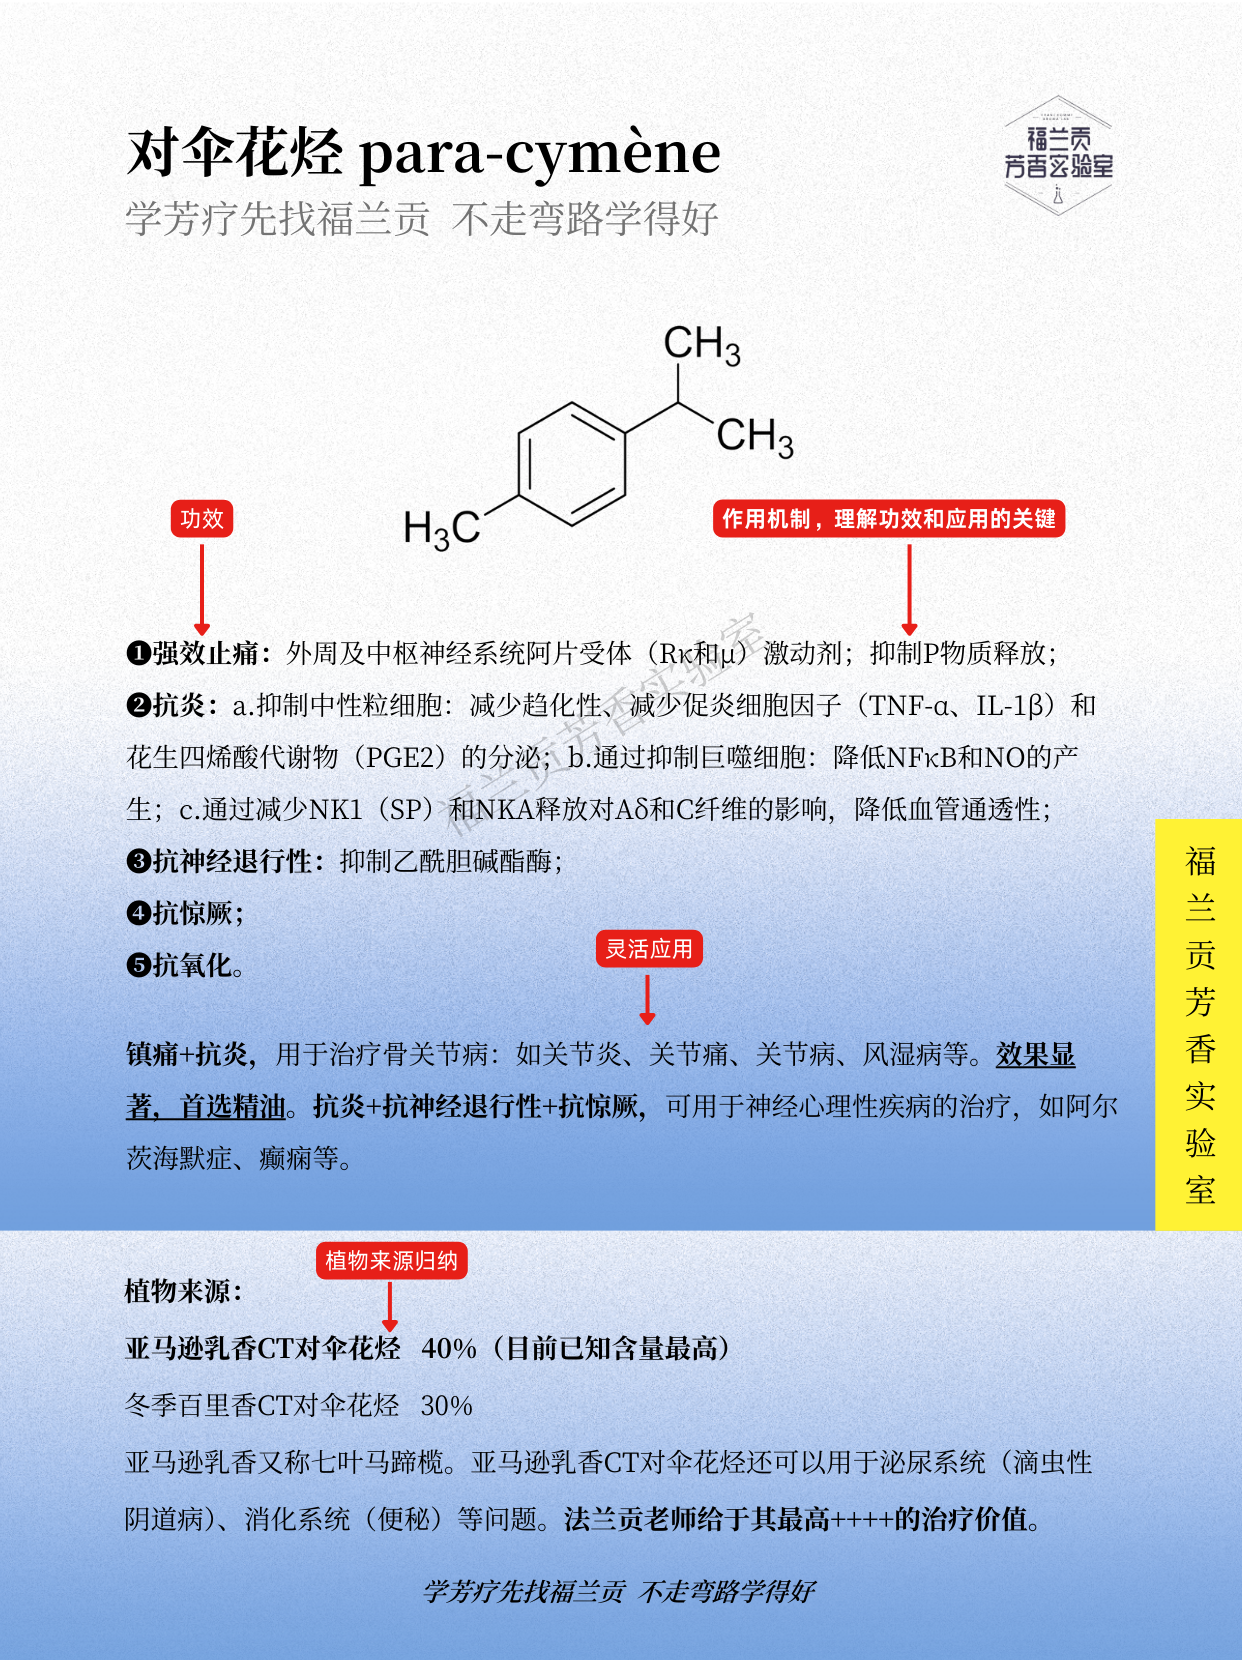 对伞花烃 para-cymène
学芳疗先找福兰贡 不走弯路学得好
福兰贡
芳香实验室
CH3
CH3
H3C
功效
作用机制，理解功效和应用的关键
❶强效止痛：外周及中枢神经系统阿片受体（Rκ和μ）激动剂；抑制P物质释放；
❷抗炎：a.抑制中性粒细胞：减少趋化性、减少促炎细胞因子（TNF-α、IL-1β）和
花生四烯酸代谢物（PGE2）的分泌；b.通过抑制巨噬细胞：降低NFκB和NO的产
生；c.通过减少NK1（SP）和NKA释放对Aδ和C纤维的影响，降低血管通透性；
❸抗神经退行性：抑制乙酰胆碱酯酶；
❹抗惊厥；
❺抗氧化。
福兰贡芳香实验室
灵活应用
镇痛+抗炎，用于治疗骨关节病：如关节炎、关节痛、关节病、风湿病等。效果显
著，首选精油。抗炎+抗神经退行性+抗惊厥，可用于神经心理性疾病的治疗，如阿尔
茨海默症、癫痫等。
福兰贡芳香实验室
植物来源归纳
植物来源：
亚马逊乳香CT对伞花烃 40%（目前已知含量最高）
冬季百里香CT对伞花烃 30%
亚马逊乳香又称七叶马蹄榄。亚马逊乳香CT对伞花烃还可以用于泌尿系统（滴虫性
阴道病）、消化系统（便秘）等问题。法兰贡老师给于其最高++++的治疗价值。
学芳疗先找福兰贡 不走弯路学得好